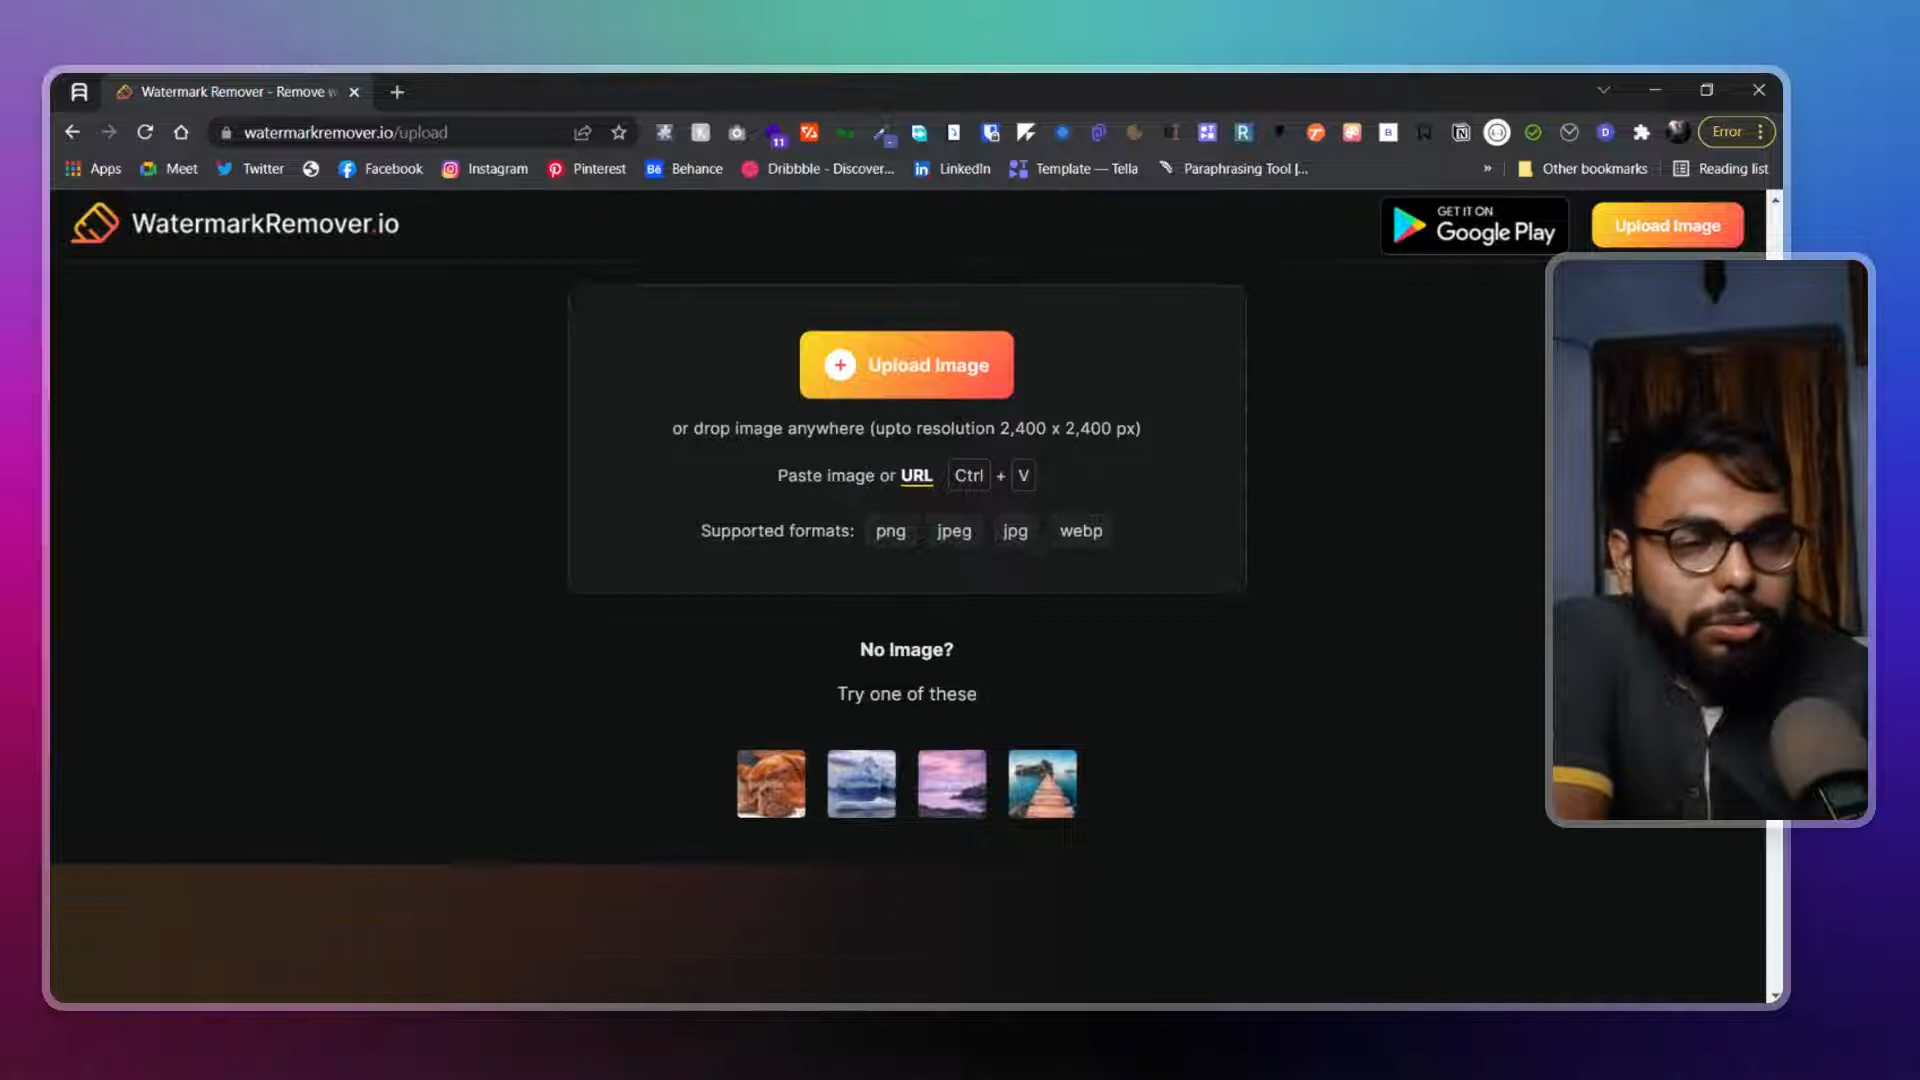 Watermark Remover - Remove w
watermarkremover.io/upload
11
R
B
D
Error
Apps
Meet
Twitter
Facebook
Instagram
Pinterest
Bē
Behance
Dribbble - Discover...
in
LinkedIn
Template — Tella
Paraphrasing Tool |...
»
Other bookmarks
Reading list
WatermarkRemover.io
GET IT ON
Google Play
Upload Image
+ Upload Image
or drop image anywhere (upto resolution 2,400 x 2,400 px)
Paste image or URL Ctrl + V
Supported formats: png jpeg jpg webp
No Image?
Try one of these